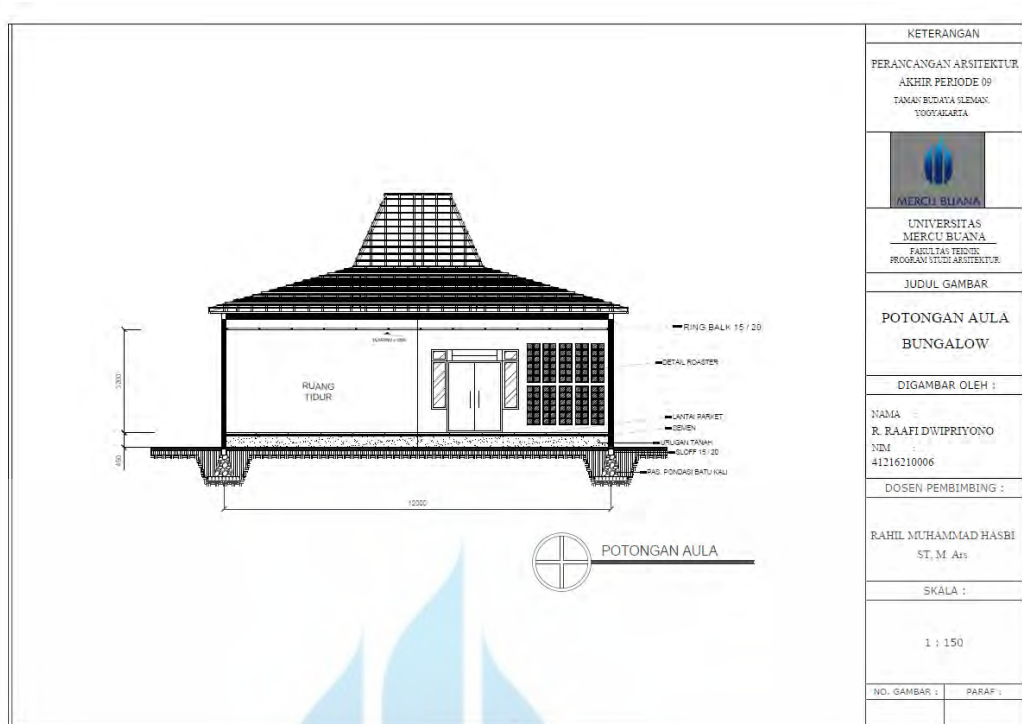 KETERANGAN
PERANCANGAN ARSITEKTUR
AKHIR PERIODE 09
TAMAN BUDAYA SLEMAN,
YOGYAKARTA
MERCU BUANA
UNIVERSITAS
MERCU BUANA
FAKULTAS TEKNIK
PROGRAM STUDI ARSITEKTUR
JUDUL GAMBAR
POTONGAN AULA
BUNGALOW
DIGAMBAR OLEH :
NAMA :
R. RAAFI DWIPRIYONO
NIM :
41216210006
DOSEN PEMBIMBING :
RAHIL MUHAMMAD HASBI
ST, M. Ars
SKALA :
1 : 150
NO. GAMBAR :
PARAF :
RING BALK 15 / 20
DETAIL ROASTER
RUANG
TIDUR
LANTAI PARKET
SEMEN
URUGAN TANAH
SLOFF 15 / 20
PAS. PONDASI BATU KALI
12000
POTONGAN AULA